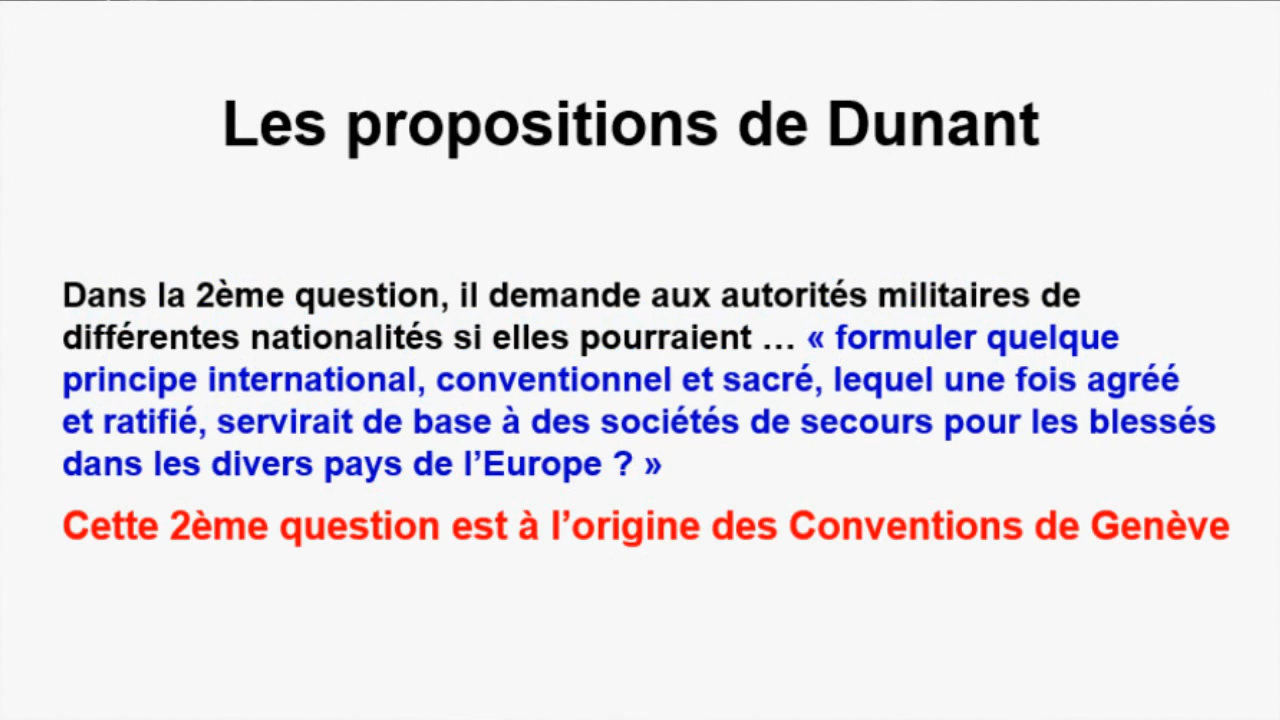 Les propositions de Dunant
Dans la 2ème question, il demande aux autorités militaires de
différentes nationalités si elles pourraient … « formuler quelque
principe international, conventionnel et sacré, lequel une fois agréé
et ratifié, servirait de base à des sociétés de secours pour les blessés
dans les divers pays de l’Europe ? »
Cette 2ème question est à l’origine des Conventions de Genève